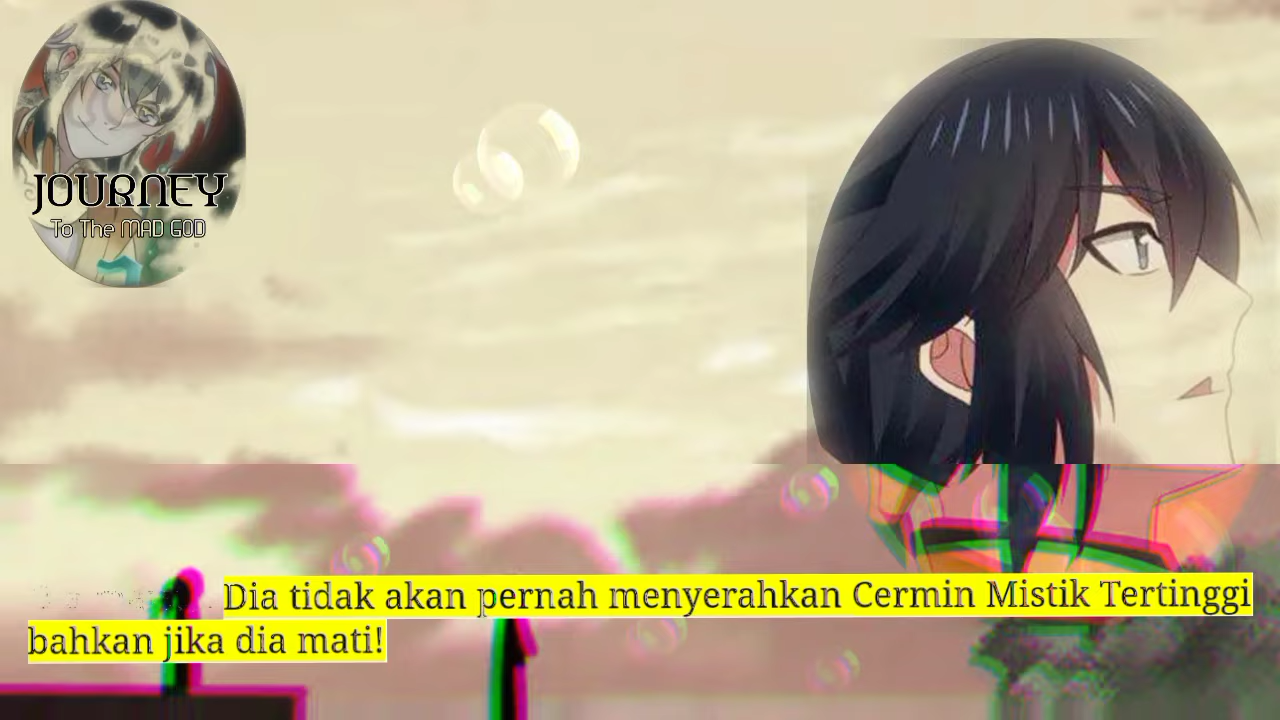 JOURNEY
To The MAD GOD
Dia tidak akan pernah menyerahkan Cermin Mistik Tertinggi
bahkan jika dia mati!